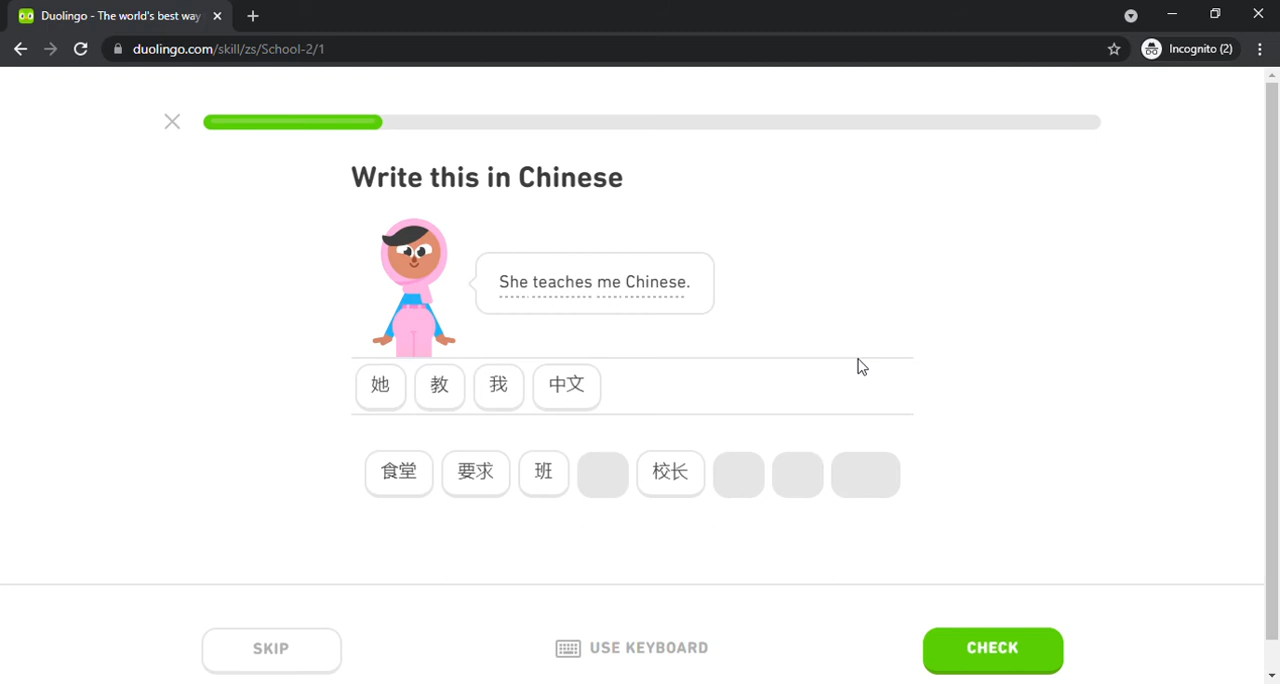 Duolingo - The world's best way
duolingo.com/skill/zs/School-2/1
Incognito (2)
Write this in Chinese
She teaches me Chinese.
她 教 我 中文
食堂 要求 班 校长
SKIP USE KEYBOARD CHECK